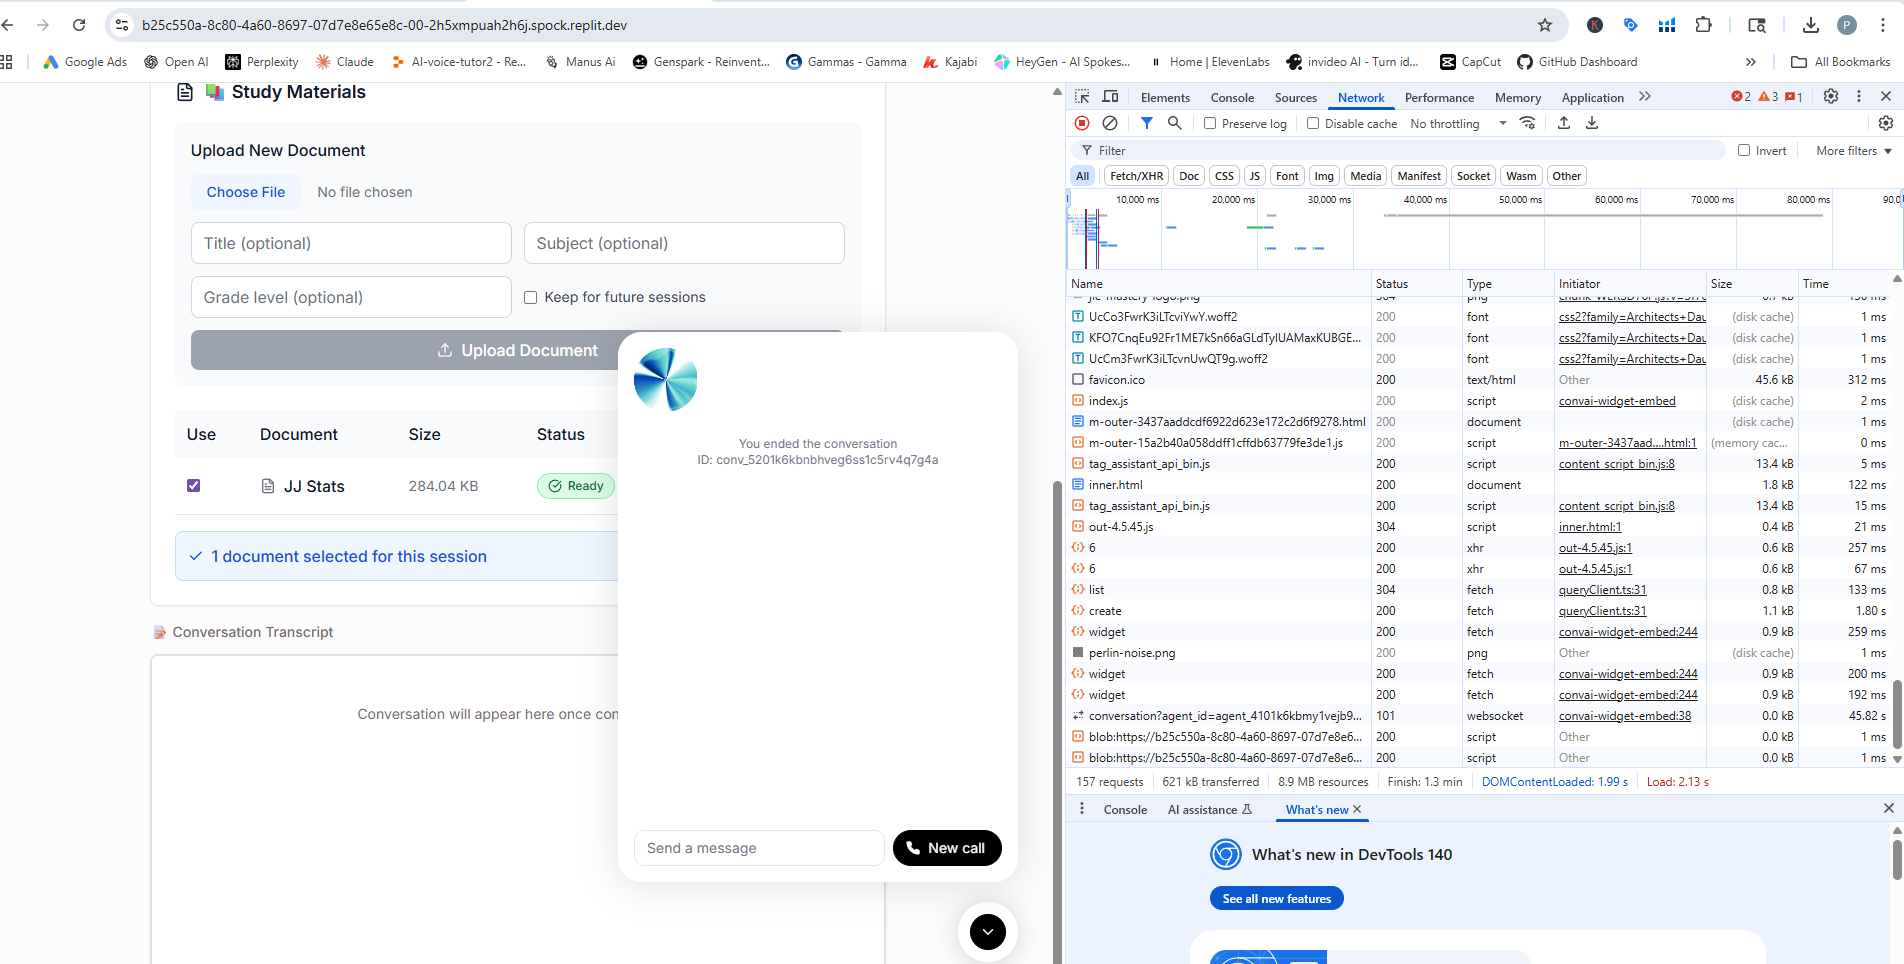 b25c550a-8c80-4a60-8697-07d7e8e65e8c-00-2h5xmpuah2h6j.spock.replit.dev
K
P
Google Ads Open AI Perplexity Claude AI-voice-tutor2 - Re... Manus Ai Genspark - Reinvent... Gammas - Gamma Kajabi HeyGen - AI Spokes... Home | ElevenLabs invideo AI - Turn id... CapCut GitHub Dashboard » All Bookmarks
Study Materials
Upload New Document
Choose File No file chosen
Title (optional) Subject (optional)
Grade level (optional) Keep for future sessions
Upload Document
Use Document Size Status
JJ Stats 284.04 KB Ready
1 document selected for this session
Conversation Transcript
Conversation will appear here once con
You ended the conversation
ID: conv_5201k6kbnbhveg6ss1c5rv4q7g4a
Send a message New call
Elements Console Sources Network Performance Memory Application » 2 3 1
Preserve log Disable cache No throttling
Filter Invert More filters
All Fetch/XHR Doc CSS JS Font Img Media Manifest Socket Wasm Other
10,000 ms 20,000 ms 30,000 ms 40,000 ms 50,000 ms 60,000 ms 70,000 ms 80,000 ms 90,0
Name Status Type Initiator Size Time
UcCo3FwrK3iLTcviYwY.woff2 200 font css2?family=Architects+Dau (disk cache) 1 ms
KFO7CnqEu92Fr1ME7kSn66aGLdTylUAMaxKUBGE... 200 font css2?family=Architects+Dau (disk cache) 1 ms
UcCm3FwrK3iLTcvnUwQT9g.woff2 200 font css2?family=Architects+Dau (disk cache) 1 ms
favicon.ico 200 text/html Other 45.6 kB 312 ms
index.js 200 script convai-widget-embed (disk cache) 2 ms
m-outer-3437aaddcdf6922d623e172c2d6f9278.html 200 document (disk cache) 1 ms
m-outer-15a2b40a058ddff1cffdb63779fe3de1.js 200 script m-outer-3437aad....html:1 (memory cac... 0 ms
tag_assistant_api_bin.js 200 script content script bin.js:8 13.4 kB 5 ms
inner.html 200 document 1.8 kB 122 ms
tag_assistant_api_bin.js 200 script content script bin.js:8 13.4 kB 15 ms
out-4.5.45.js 304 script inner.html:1 0.4 kB 21 ms
6 200 xhr out-4.5.45.js:1 0.6 kB 257 ms
6 200 xhr out-4.5.45.js:1 0.6 kB 67 ms
list 304 fetch queryClient.ts:31 0.8 kB 133 ms
create 200 fetch queryClient.ts:31 1.1 kB 1.80 s
widget 200 fetch convai-widget-embed:244 0.9 kB 259 ms
perlin-noise.png 200 png Other (disk cache) 1 ms
widget 200 fetch convai-widget-embed:244 0.9 kB 200 ms
widget 200 fetch convai-widget-embed:244 0.9 kB 192 ms
conversation?agent_id=agent_4101k6kbmy1vejb9... 101 websocket convai-widget-embed:38 0.0 kB 45.82 s
blob:https://b25c550a-8c80-4a60-8697-07d7e8e6... 200 script Other 0.0 kB 1 ms
blob:https://b25c550a-8c80-4a60-8697-07d7e8e6... 200 script Other 0.0 kB 1 ms
157 requests 621 kB transferred 8.9 MB resources Finish: 1.3 min DOMContentLoaded: 1.99 s Load: 2.13 s
Console AI assistance What's new
What's new in DevTools 140
See all new features